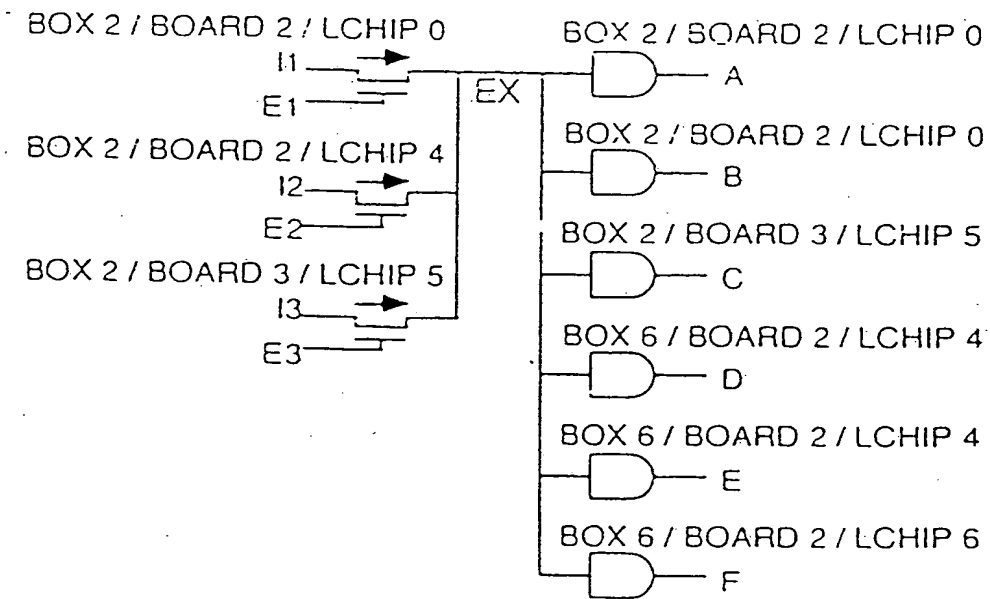 BOX 2 / BOARD 2 / LCHIP 0
I1
E1
BOX 2 / BOARD 2 / LCHIP 4
I2
E2
BOX 2 / BOARD 3 / LCHIP 5
I3
E3
EX
BOX 2 / BOARD 2 / LCHIP 0
A
BOX 2 / BOARD 2 / LCHIP 0
B
BOX 2 / BOARD 3 / LCHIP 5
C
BOX 6 / BOARD 2 / LCHIP 4
D
BOX 6 / BOARD 2 / LCHIP 4
E
BOX 6 / BOARD 2 / LCHIP 6
F